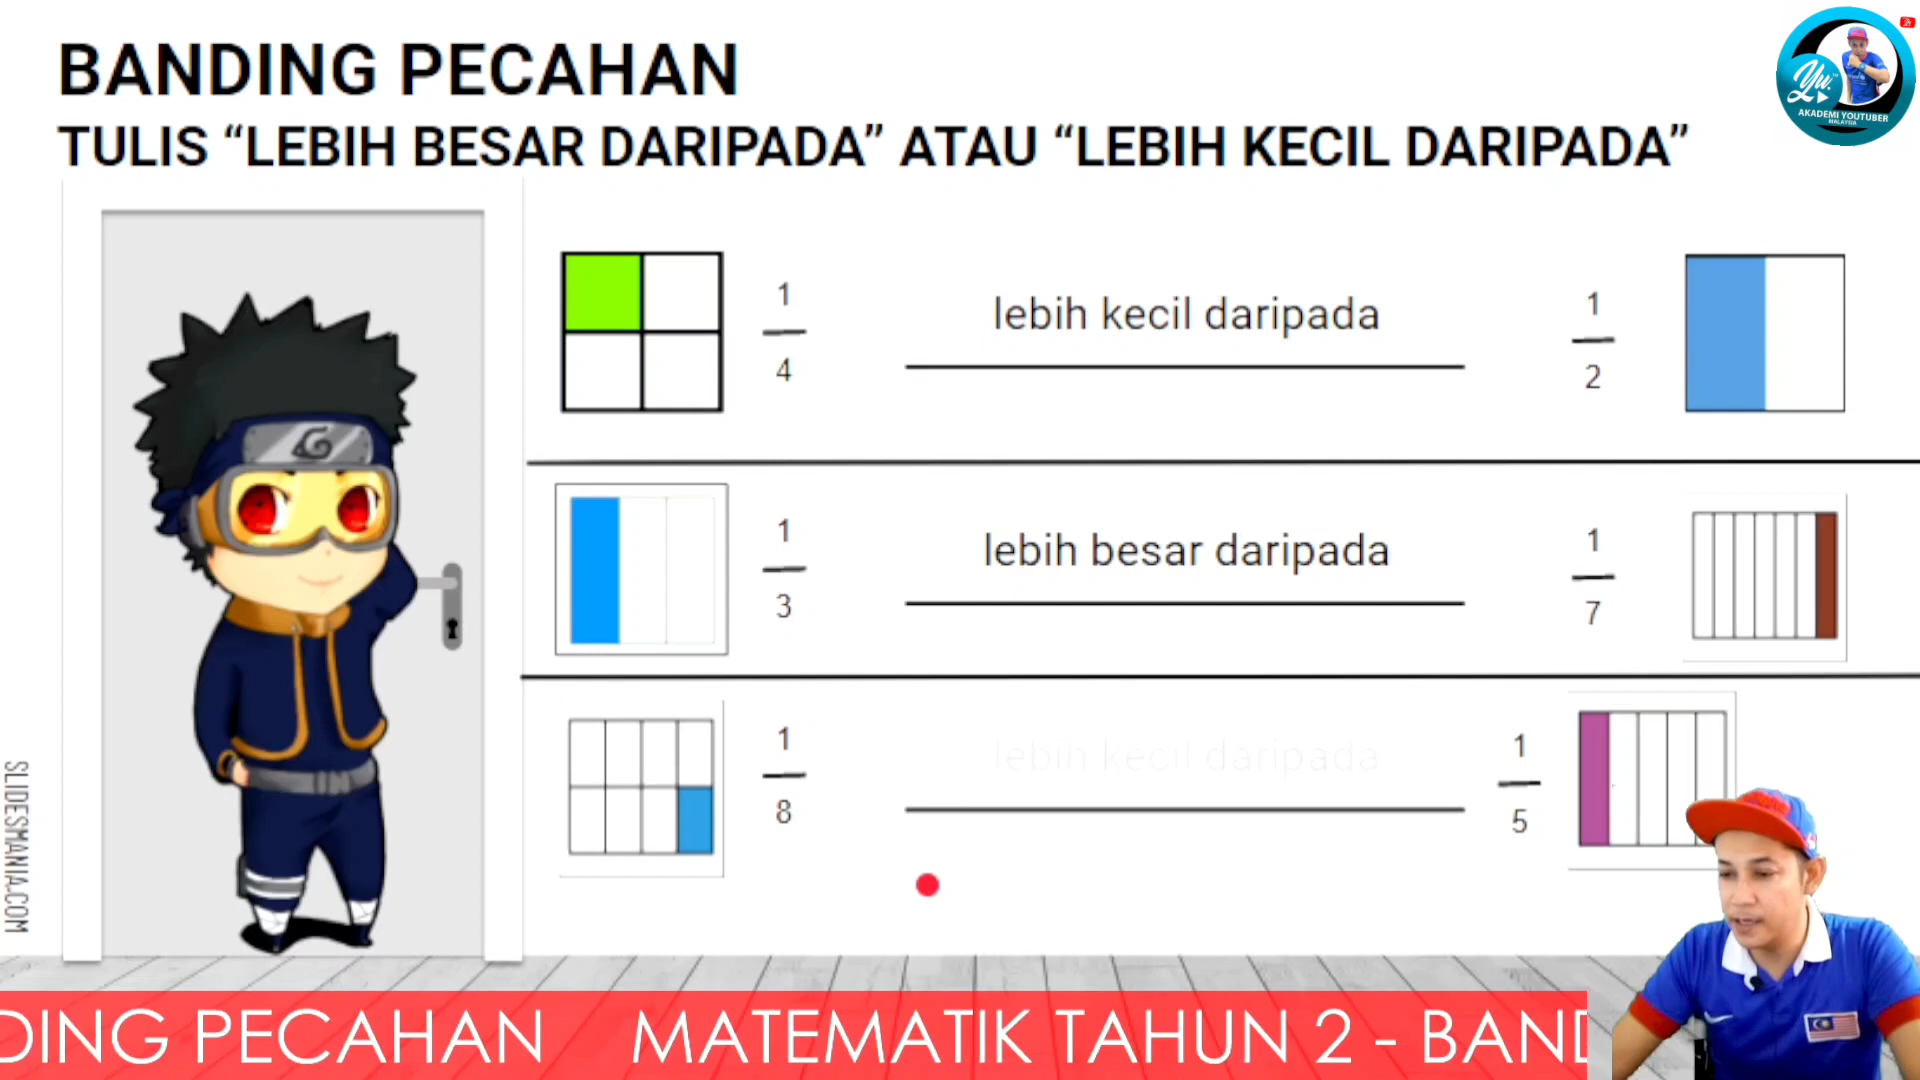 BANDING PECAHAN
TULIS “LEBIH BESAR DARIPADA” ATAU “LEBIH KECIL DARIPADA”
1
4
lebih kecil daripada
1
2
1
3
lebih besar daripada
1
7
1
8
lebih kecil daripada
1
5
SLIDESMANIA.COM
AKADEMI YOUTUBER
MALAYSIA
DING PECAHAN MATEMATIK TAHUN 2 - BAND